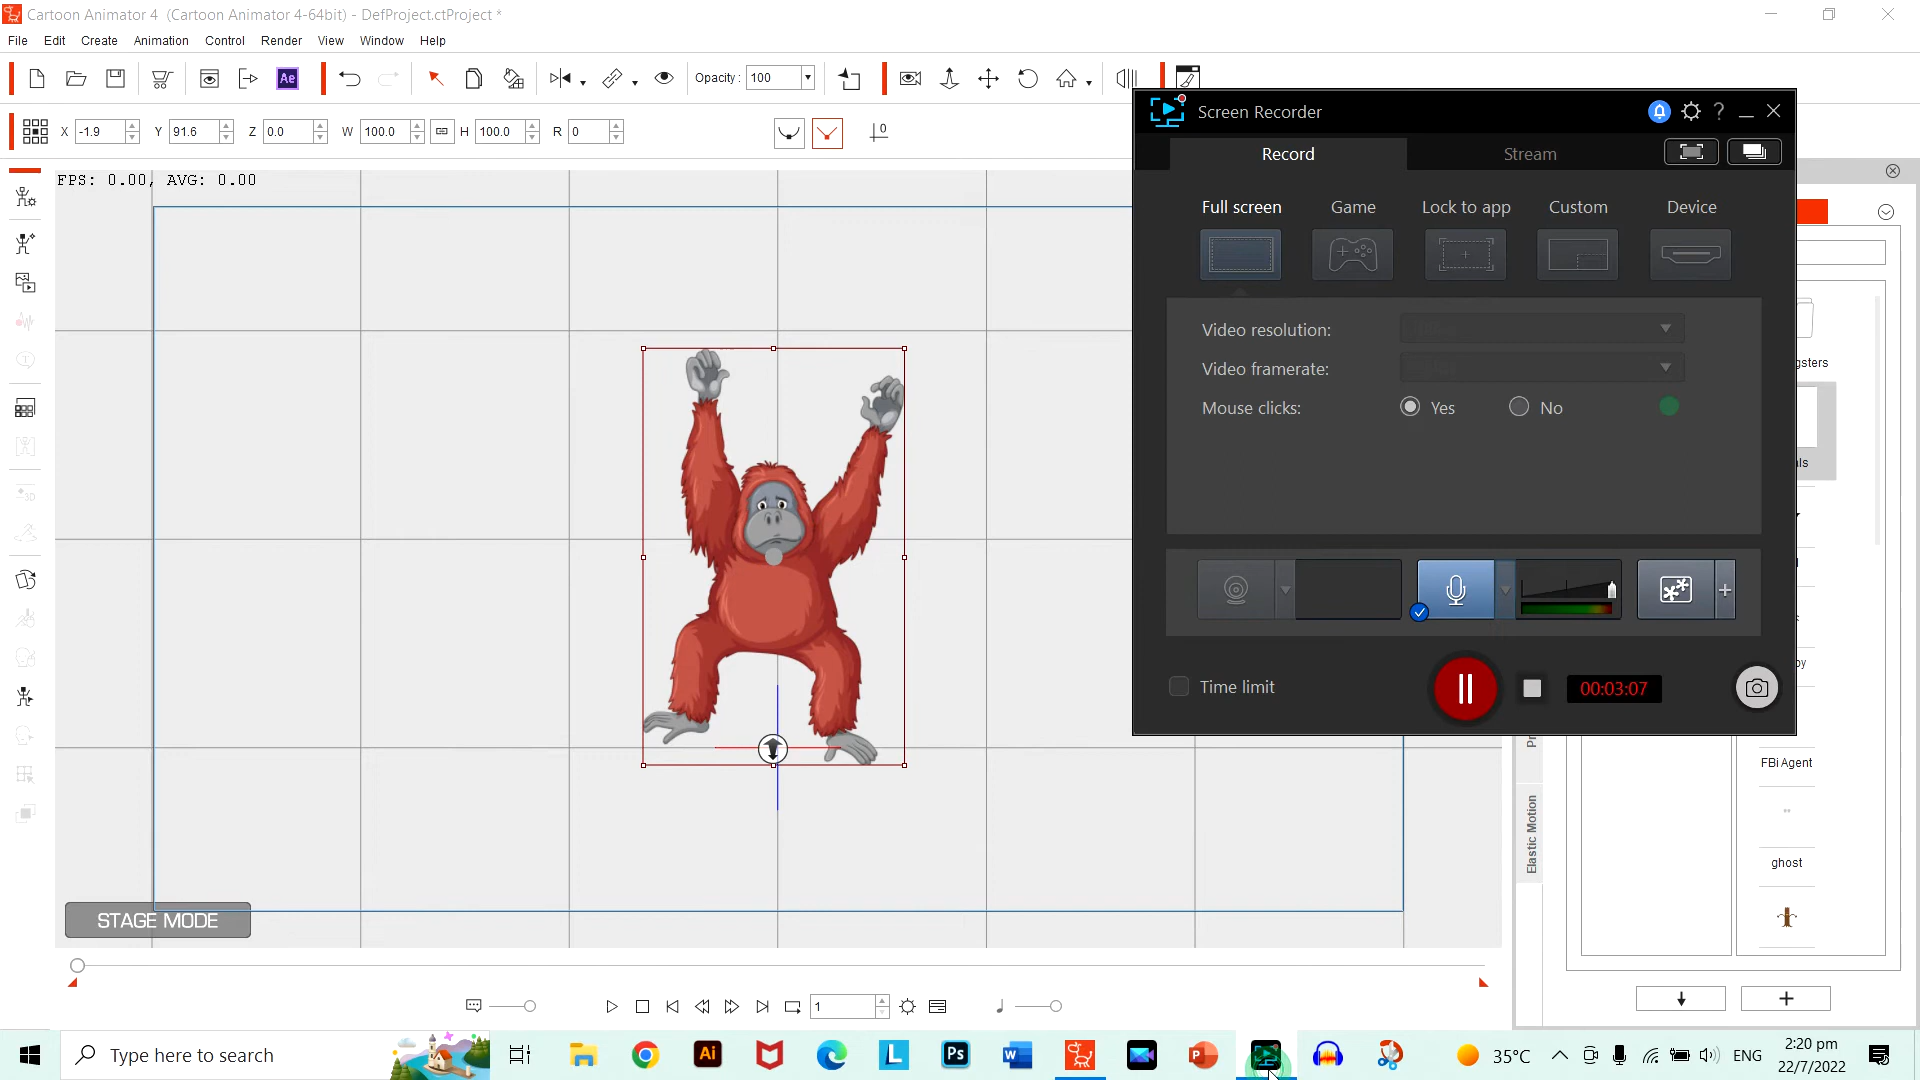 Cartoon Animator 4  (Cartoon Animator 4-64bit) - DefProject.ctProject *
File Edit Create Animation Control Render View Window Help
Ae
Opacity : 100
X -1.9 Y 91.6 Z 0.0 W 100.0 H 100.0 R 0
FPS: 0.00, AVG: 0.00
Screen Recorder
Record Stream
Full screen Game Lock to app Custom Device
Video resolution:
Video framerate:
Mouse clicks: Yes No
Time limit 00:03:07
gsters
als
FBi Agent
Elastic Motion
ghost
STAGE MODE
1
Type here to search
Ai L Ps W P
35°C ENG 2:20 pm
22/7/2022